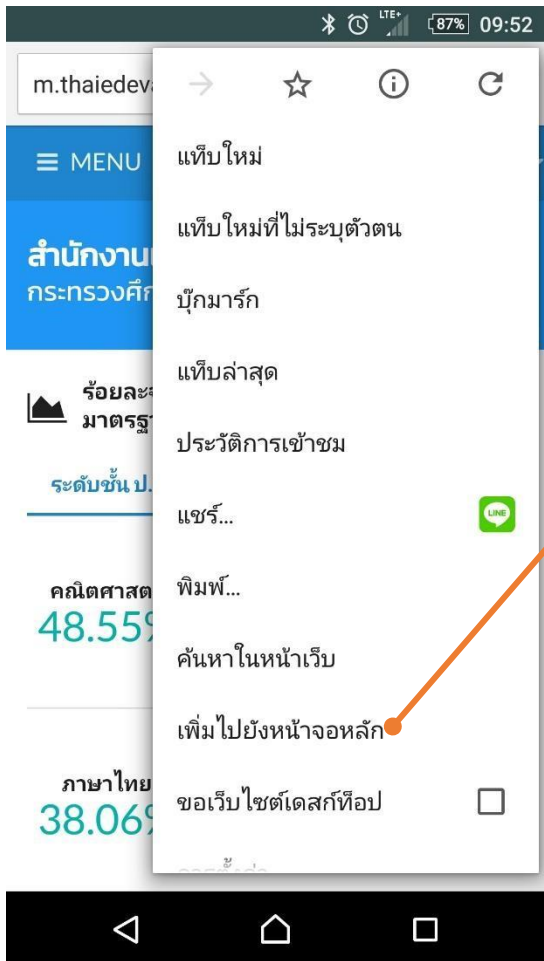 LTE+ 87% 09:52
m.thaiedev
แท็บใหม่
MENU
แท็บใหม่ที่ไม่ระบุตัวตน
สำนักงาน
กระทรวงศึก
บุ๊กมาร์ก
แท็บล่าสุด
ร้อยละ
มาตรฐา
ประวัติการเข้าชม
ระดับชั้น ป.
แชร์...
LINE
พิมพ์...
คณิตศาสต
48.55%
ค้นหาในหน้าเว็บ
เพิ่มไปยังหน้าจอหลัก
ภาษาไทย
38.06%
ขอเว็บไซต์เดสก์ท็อป